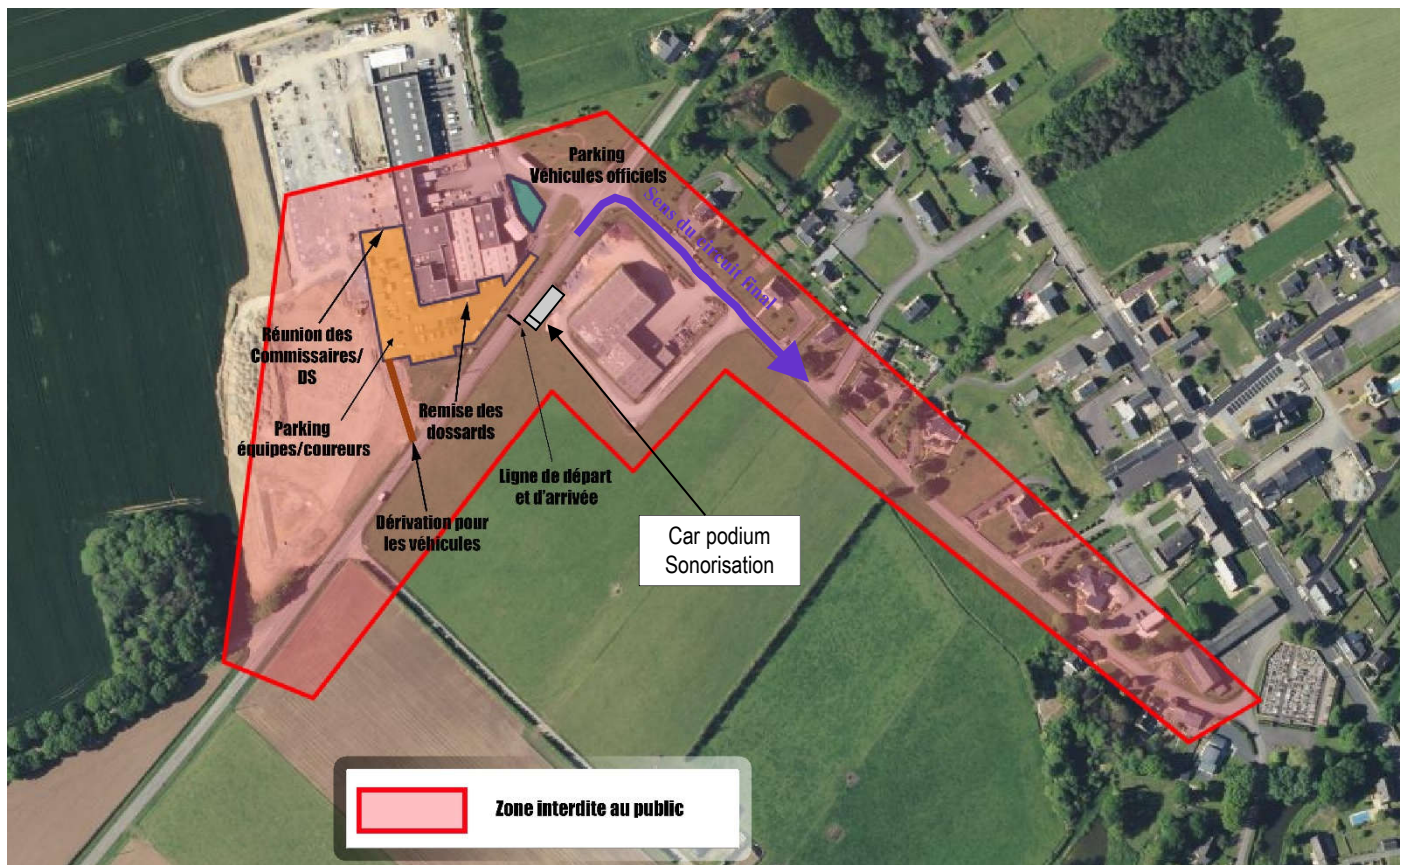 Parking
Véhicules officiels
Sens du circuit final
Réunion des
Commissaires/
DS
Parking
équipes/coureurs
Remise des
dossards
Ligne de départ
et d'arrivée
Dérivation pour
les véhicules
Car podium
Sonorisation
Zone interdite au public